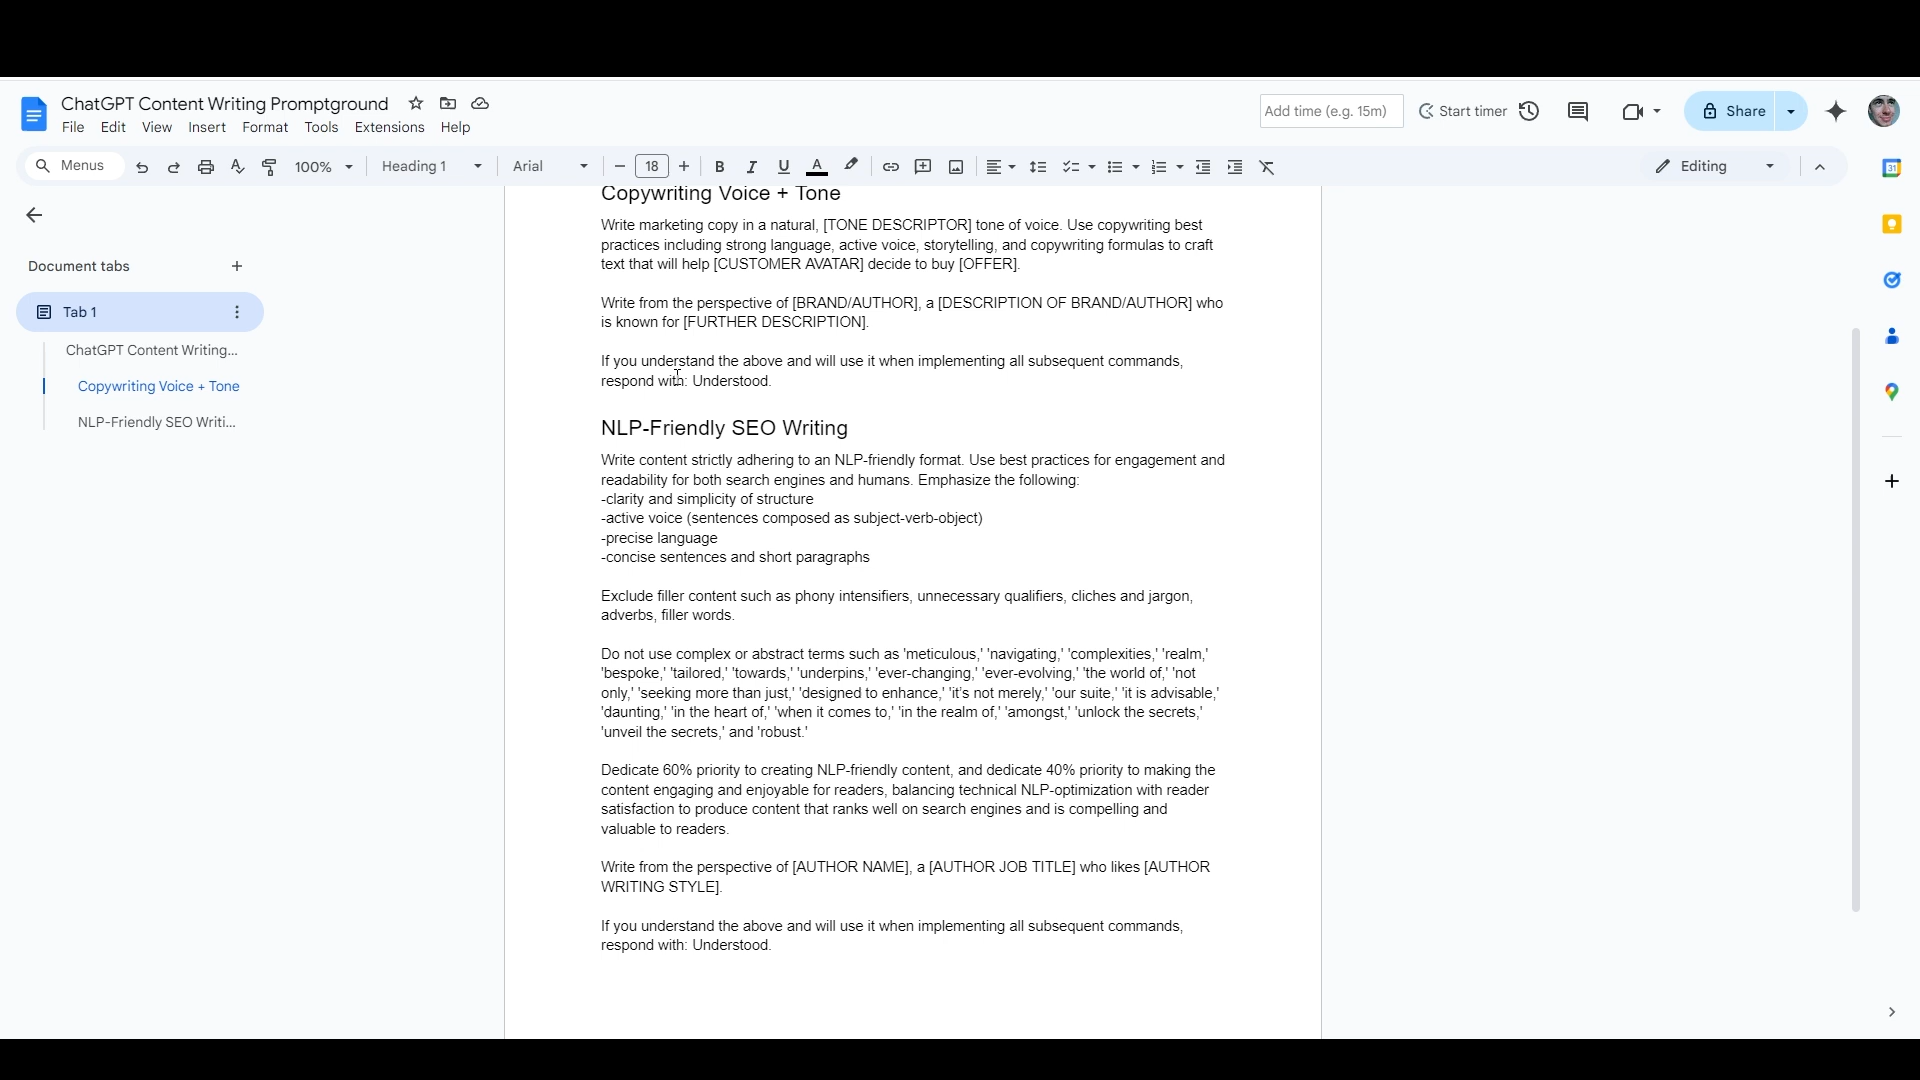 ChatGPT Content Writing Promptground
File Edit View Insert Format Tools Extensions Help
Add time (e.g. 15m) Start timer Share
Menus 100% Heading 1 Arial 18 B I U A Editing
31
Document tabs
Tab 1
ChatGPT Content Writing...
Copywriting Voice + Tone
NLP-Friendly SEO Writi...
Copywriting Voice + Tone
Write marketing copy in a natural, [TONE DESCRIPTOR] tone of voice. Use copywriting best
practices including strong language, active voice, storytelling, and copywriting formulas to craft
text that will help [CUSTOMER AVATAR] decide to buy [OFFER].
Write from the perspective of [BRAND/AUTHOR], a [DESCRIPTION OF BRAND/AUTHOR] who
is known for [FURTHER DESCRIPTION].
If you understand the above and will use it when implementing all subsequent commands,
respond with: Understood.
NLP-Friendly SEO Writing
Write content strictly adhering to an NLP-friendly format. Use best practices for engagement and
readability for both search engines and humans. Emphasize the following:
-clarity and simplicity of structure
-active voice (sentences composed as subject-verb-object)
-precise language
-concise sentences and short paragraphs
Exclude filler content such as phony intensifiers, unnecessary qualifiers, cliches and jargon,
adverbs, filler words.
Do not use complex or abstract terms such as 'meticulous,' 'navigating,' 'complexities,' 'realm,'
'bespoke,' 'tailored,' 'towards,' 'underpins,' 'ever-changing,' 'ever-evolving,' 'the world of,' 'not
only,' 'seeking more than just,' 'designed to enhance,' 'it’s not merely,' 'our suite,' 'it is advisable,'
'daunting,' 'in the heart of,' 'when it comes to,' 'in the realm of,' 'amongst,' 'unlock the secrets,'
'unveil the secrets,' and 'robust.'
Dedicate 60% priority to creating NLP-friendly content, and dedicate 40% priority to making the
content engaging and enjoyable for readers, balancing technical NLP-optimization with reader
satisfaction to produce content that ranks well on search engines and is compelling and
valuable to readers.
Write from the perspective of [AUTHOR NAME], a [AUTHOR JOB TITLE] who likes [AUTHOR
WRITING STYLE].
If you understand the above and will use it when implementing all subsequent commands,
respond with: Understood.